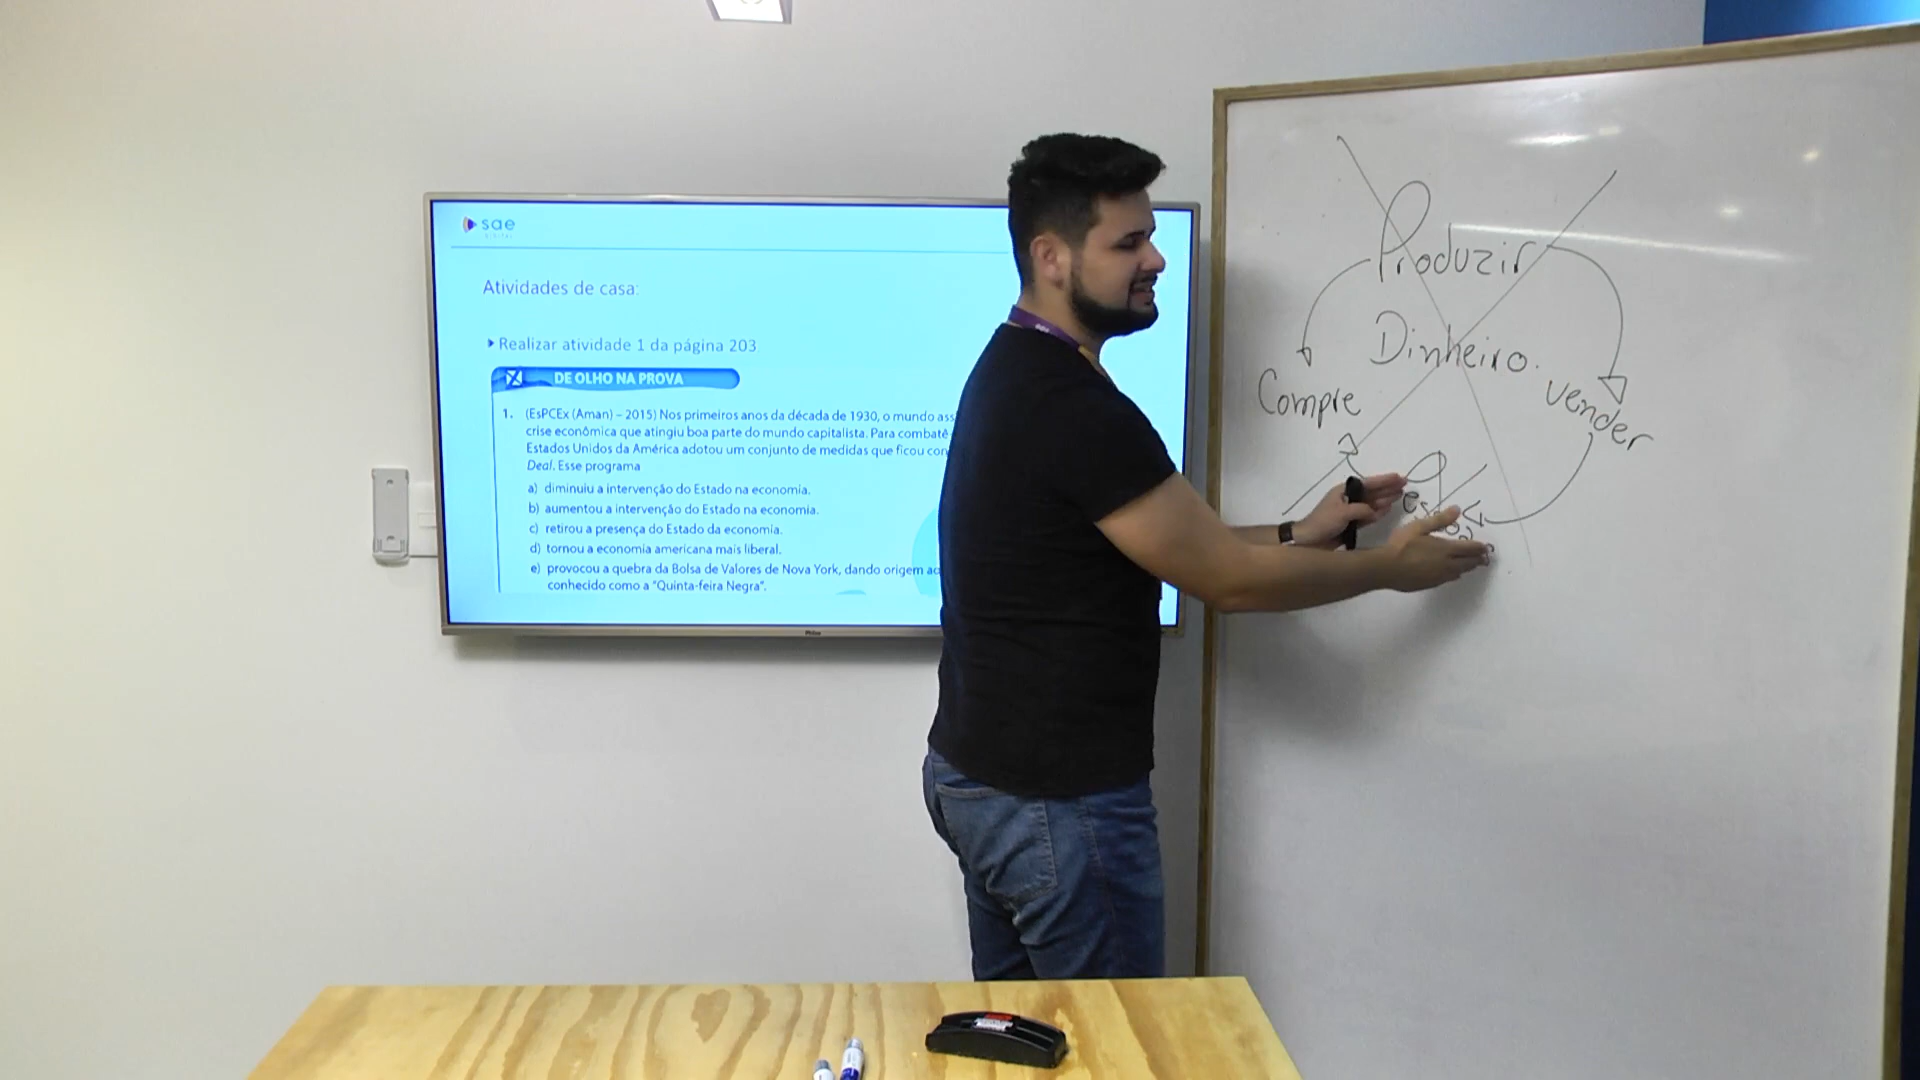 sae
DIGITAL
Atividades de casa:
Realizar atividade 1 da página 203
DE OLHO NA PROVA
1. (EsPCEx (Aman) – 2015) Nos primeiros anos da década de 1930, o mundo ass
crise econômica que atingiu boa parte do mundo capitalista. Para combatê
Estados Unidos da América adotou um conjunto de medidas que ficou con
Deal. Esse programa
a) diminuiu a intervenção do Estado na economia.
b) aumentou a intervenção do Estado na economia.
c) retirou a presença do Estado da economia.
d) tornou a economia americana mais liberal.
e) provocou a quebra da Bolsa de Valores de Nova York, dando origem ao
conhecido como a “Quinta-feira Negra”.
Philco
Produzir
Dinheiro.
Compre
vender